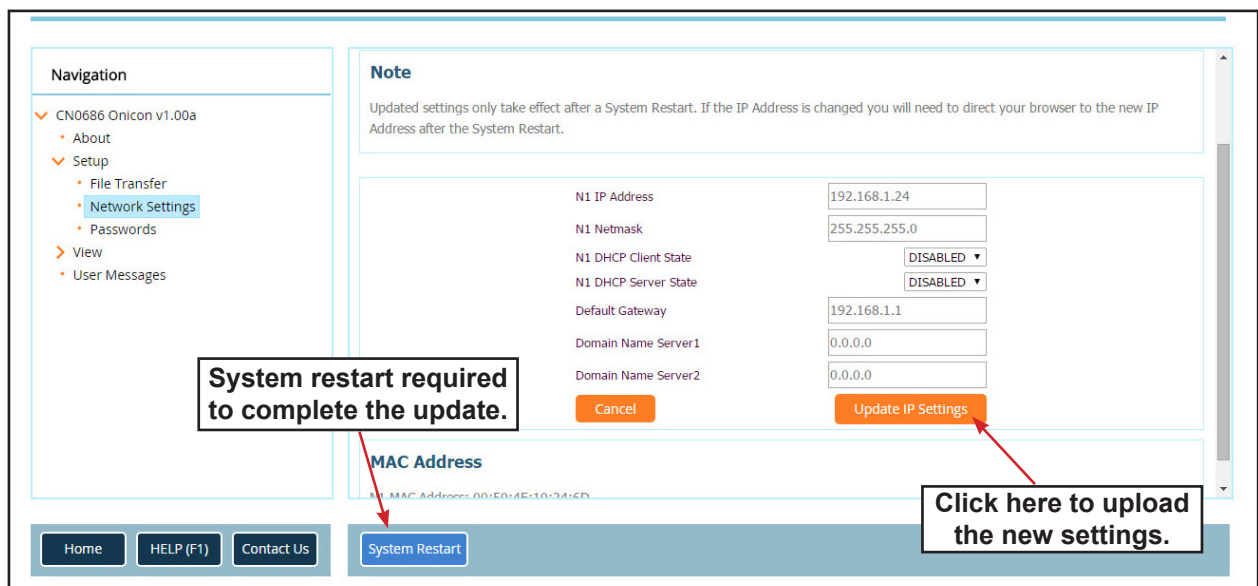 Navigation
CN0686 Onicon v1.00a
About
Setup
File Transfer
Network Settings
Passwords
View
User Messages
Note
Updated settings only take effect after a System Restart. If the IP Address is changed you will need to direct your browser to the new IP
Address after the System Restart.
N1 IP Address 192.168.1.24
N1 Netmask 255.255.255.0
N1 DHCP Client State DISABLED
N1 DHCP Server State DISABLED
Default Gateway 192.168.1.1
Domain Name Server1 0.0.0.0
Domain Name Server2 0.0.0.0
Cancel Update IP Settings
System restart required
to complete the update.
MAC Address
N1 MAC Address:
Click here to upload
the new settings.
Home HELP (F1) Contact Us System Restart